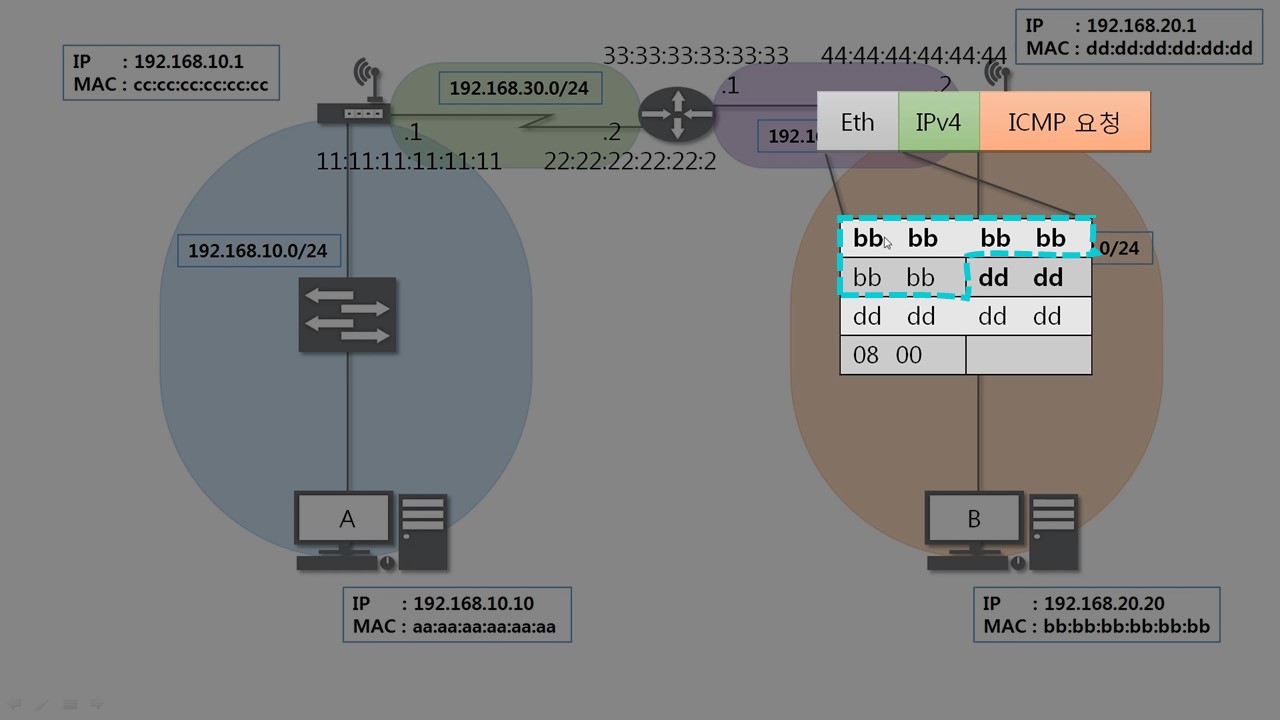 IP : 192.168.10.1
MAC : cc:cc:cc:cc:cc:cc
33:33:33:33:33:33
44:44:44:44:44:44
IP : 192.168.20.1
MAC : dd:dd:dd:dd:dd:dd
192.168.30.0/24
.1
.2
.1
.2
11:11:11:11:11:11
22:22:22:22:22:2
192.1
Eth
IPv4
ICMP 요청
192.168.10.0/24
.0/24
bb bb bb bb
bb bb dd dd
dd dd dd dd
08 00
A
B
IP : 192.168.10.10
MAC : aa:aa:aa:aa:aa:aa
IP : 192.168.20.20
MAC : bb:bb:bb:bb:bb:bb